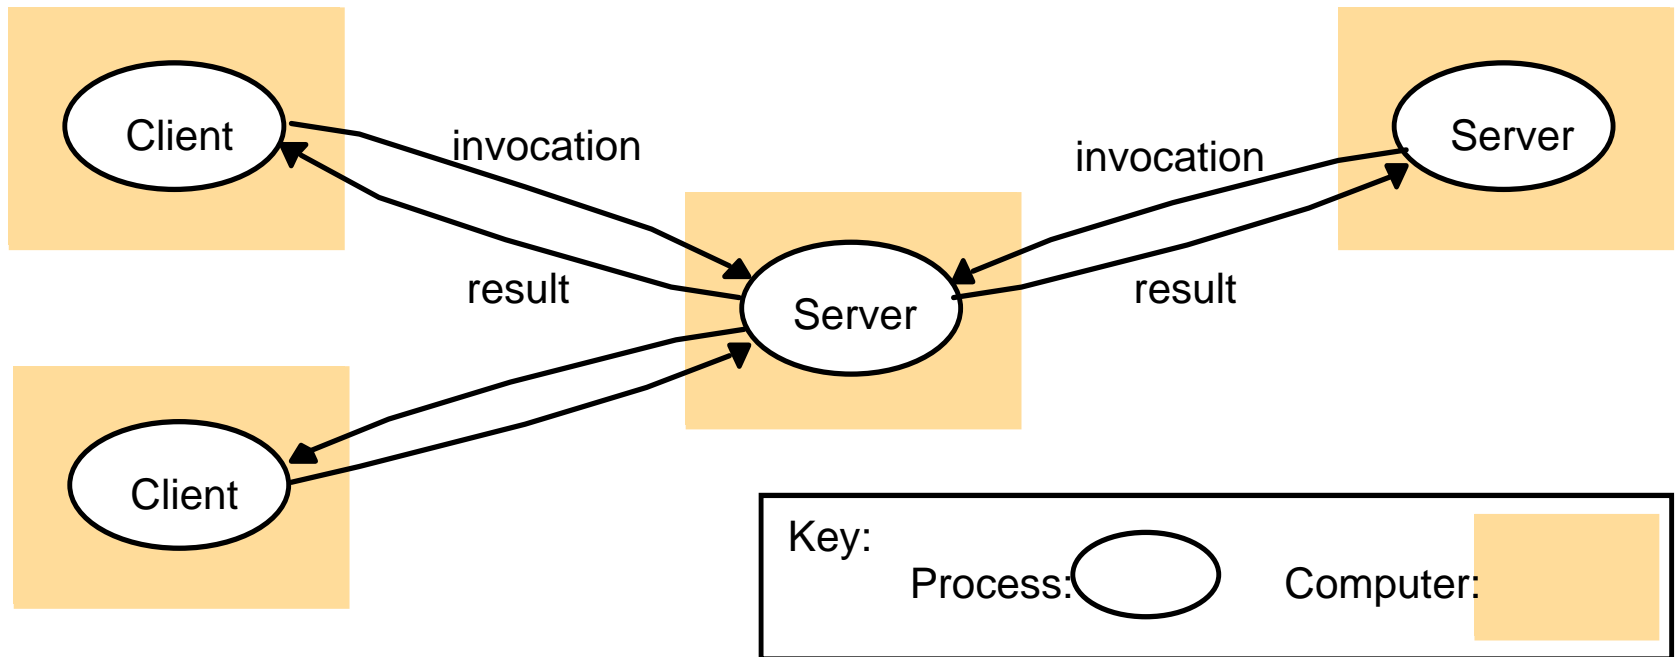 Client
invocation
result
Server
invocation
result
Server
Client
Key:
Process:
Computer: